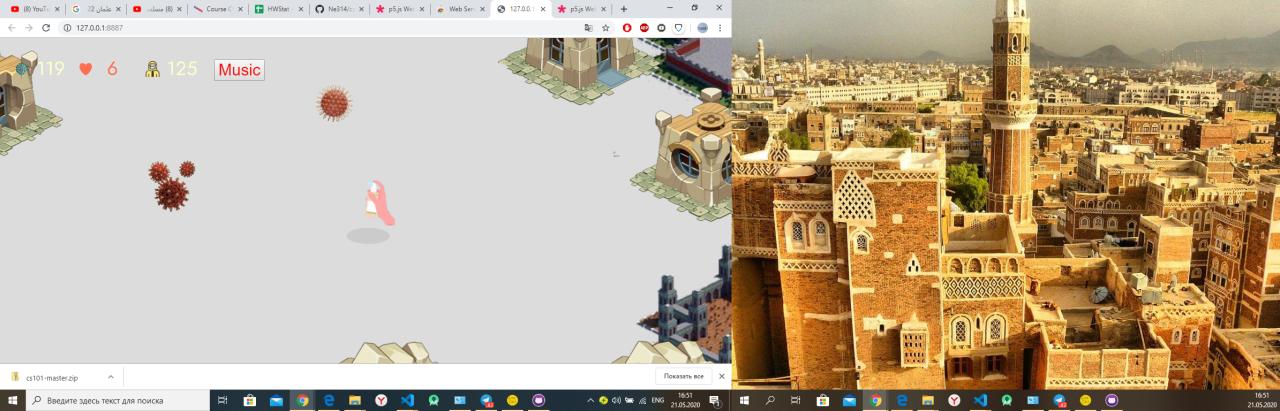 (8) YouTu
22 عثمان
(8) مسلسـ
Course C
HWStat
Ne314/c
p5.js We
Web Serv
127.0.0.1
p5.js We
127.0.0.1:8887
119 6 125 Music
cs101-master.zip
Показать все
Введите здесь текст для поиска
ENG
16:51
21.05.2020
16:51
21.05.2020